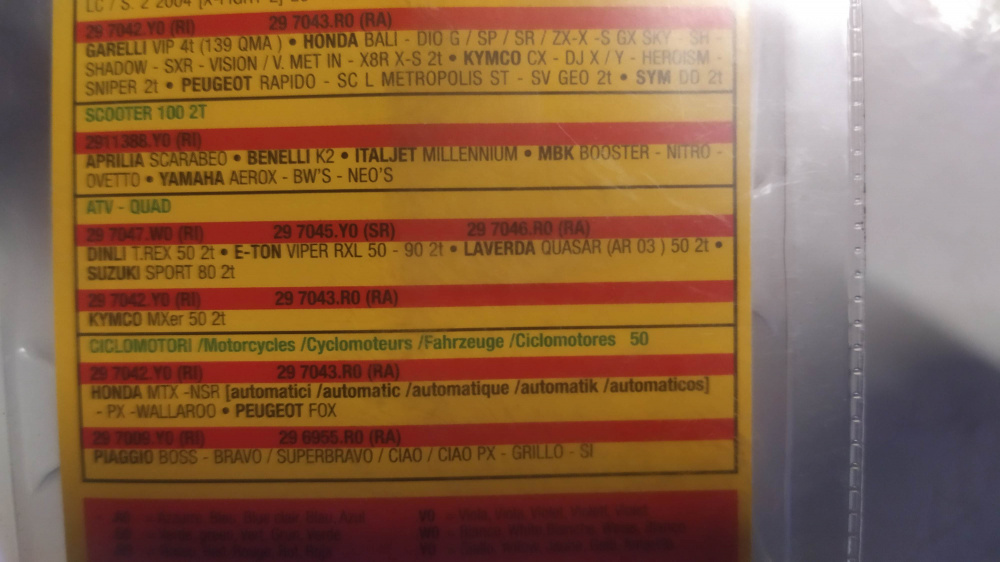 LC / S. 2 2004 [X-FIGHT 2]
29 7042.Y0 (RI) 29 7043.R0 (RA)
GARELLI VIP 4t (139 QMA ) • HONDA BALI - DIO G / SP / SR / ZX-X -S GX SKY - SH
SHADOW - SXR - VISION / V. MET IN - X8R X-S 2t • KYMCO CX - DJ X / Y - HEROISM -
SNIPER 2t • PEUGEOT RAPIDO - SC L METROPOLIS ST - SV GEO 2t • SYM DD 2t
SCOOTER 100 2T
2911388.Y0 (RI)
APRILIA SCARABEO • BENELLI K2 • ITALJET MILLENNIUM • MBK BOOSTER - NITRO -
OVETTO • YAMAHA AEROX - BW'S - NEO'S
ATV - QUAD
29 7047.W0 (RI) 29 7045.Y0 (SR) 29 7046.R0 (RA)
DINLI T.REX 50 2t • E-TON VIPER RXL 50 - 90 2t • LAVERDA QUASAR (AR 03 ) 50 2t •
SUZUKI SPORT 80 2t
29 7042.Y0 (RI) 29 7043.R0 (RA)
KYMCO MXer 50 2t
CICLOMOTORI /Motorcycles /Cyclomoteurs /Fahrzeuge /Ciclomotores 50
29 7042.Y0 (RI) 29 7043.R0 (RA)
HONDA MTX -NSR [automatici /automatic /automatique /automatik /automaticos]
- PX -WALLAROO • PEUGEOT FOX
29 7009.Y0 (RI) 29 6955.R0 (RA)
PIAGGIO BOSS - BRAVO / SUPERBRAVO / CIAO / CIAO PX - GRILLO - SI